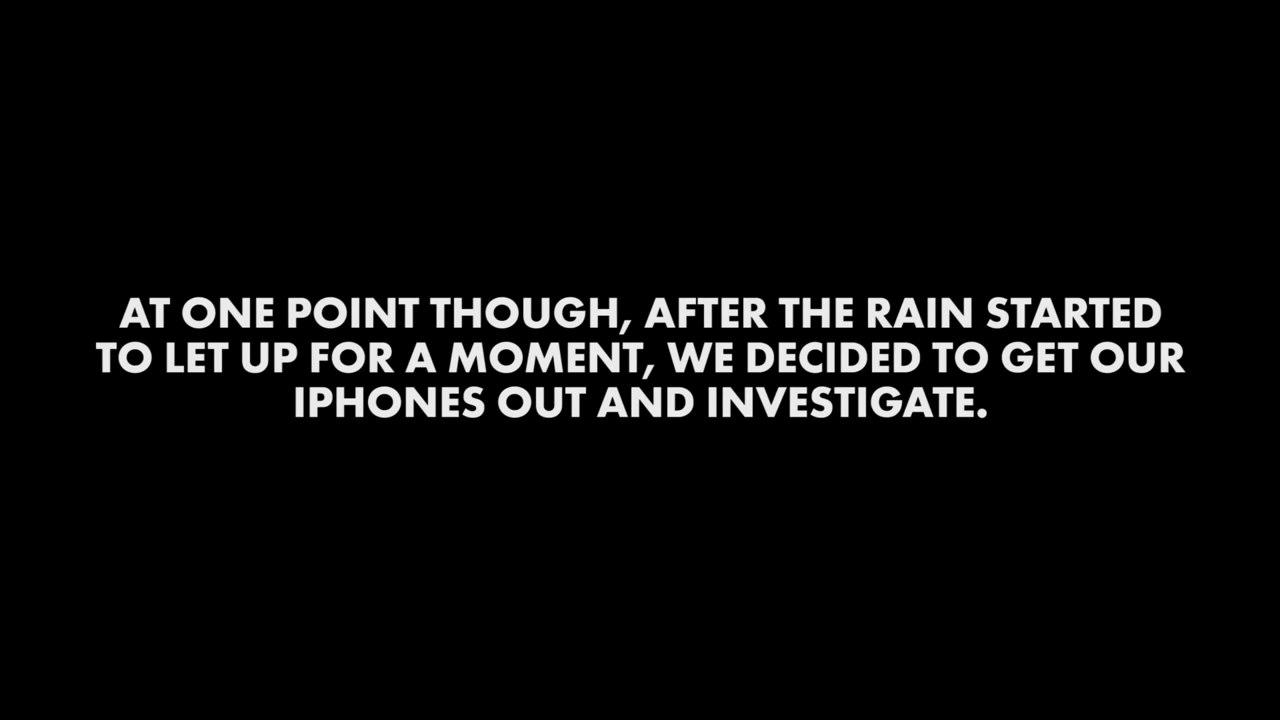 AT ONE POINT THOUGH, AFTER THE RAIN STARTED
TO LET UP FOR A MOMENT, WE DECIDED TO GET OUR
IPHONES OUT AND INVESTIGATE.